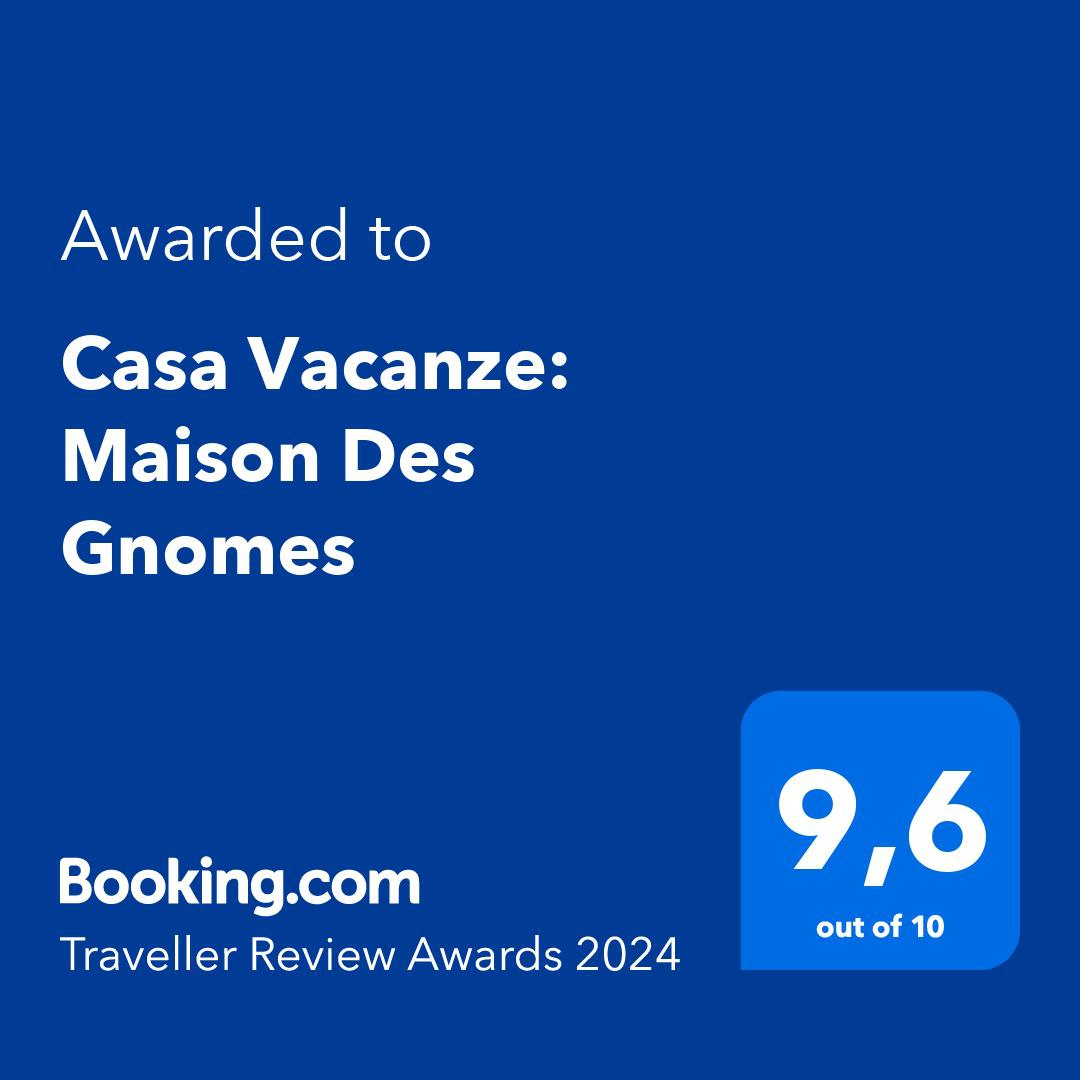 Awarded to
Casa Vacanze:
Maison Des
Gnomes
9,6
out of 10
Booking.com
Traveller Review Awards 2024